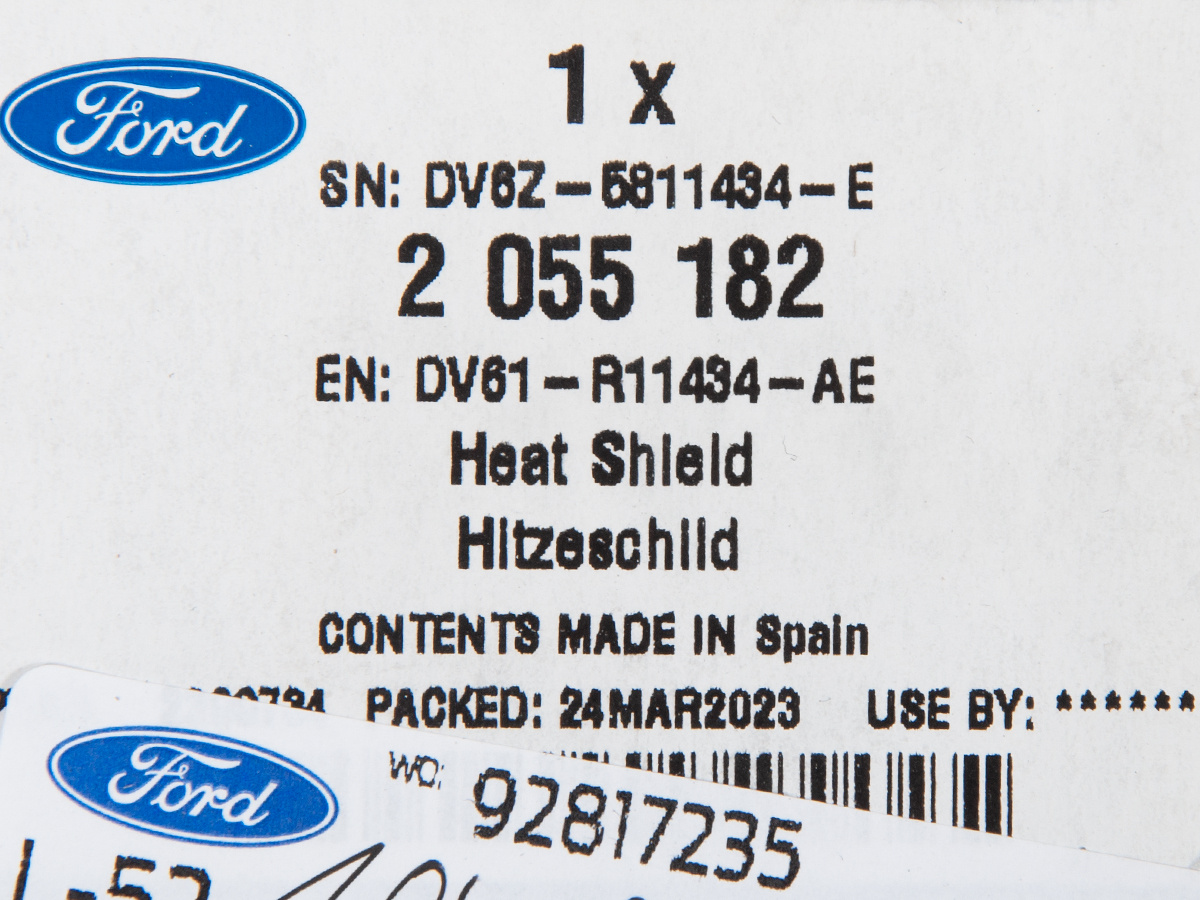 Ford
1 x
SN: DV6Z-5811434-E
2 055 182
EN: DV61-R11434-AE
Heat Shield
Hitzeschild
CONTENTS MADE IN Spain
PACKED: 24MAR2023 USE BY: ******
Ford
WO: 92817235